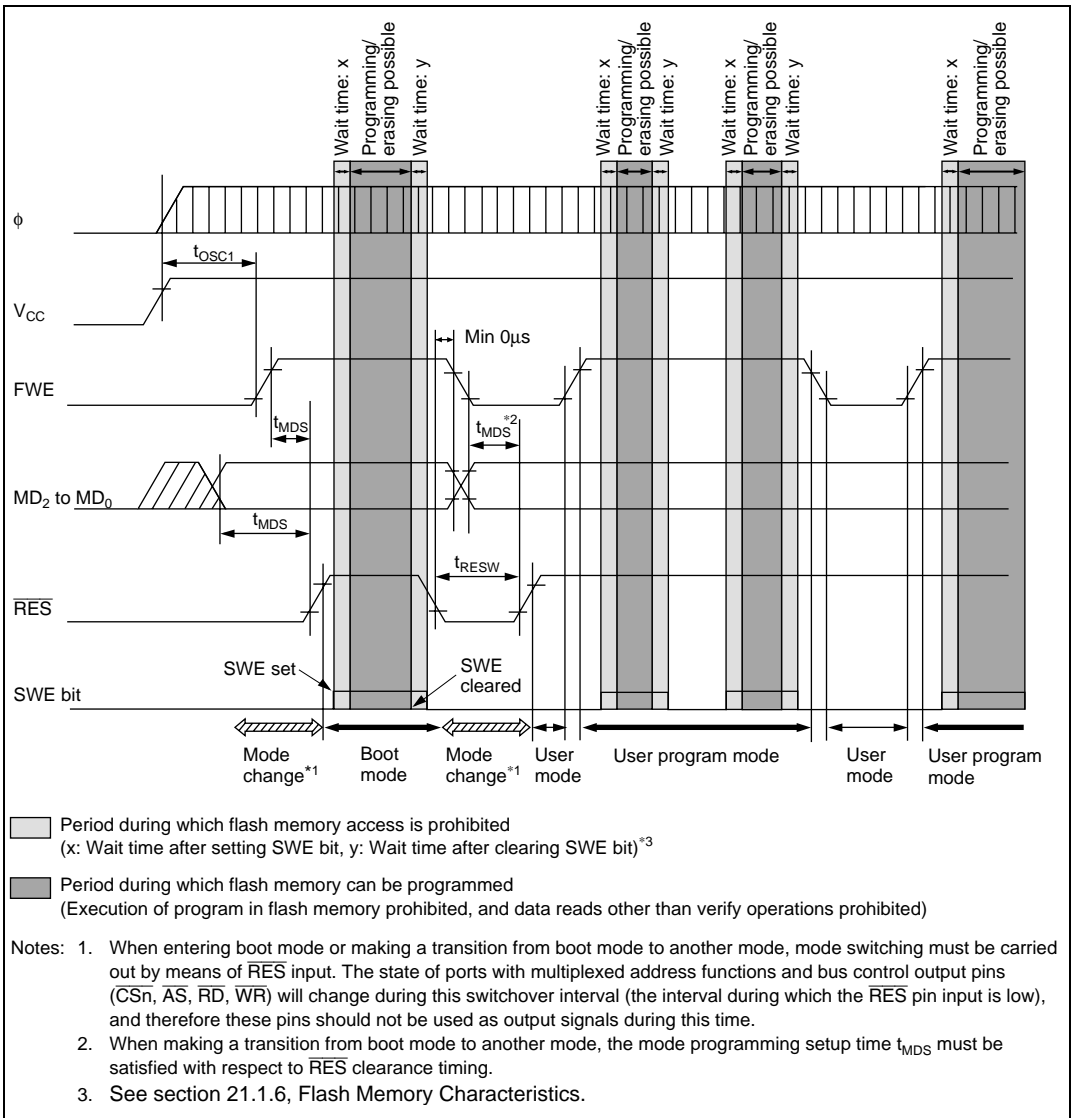 Wait time: x
Programming/
erasing possible
Wait time: y
Wait time: x
Programming/
erasing possible
Wait time: y
Wait time: x
Programming/
erasing possible
Wait time: y
Wait time: x
Programming/
erasing possible
ϕ
tOSC1
VCC
Min 0μs
FWE
tMDS
tMDS*2
MD2 to MD0
tMDS
tRESW
RES
SWE set
SWE
cleared
SWE bit
Mode
change*1
Boot
mode
Mode
change*1
User
mode
User program mode
User
mode
User program
mode
Period during which flash memory access is prohibited
(x: Wait time after setting SWE bit, y: Wait time after clearing SWE bit)*3
Period during which flash memory can be programmed
(Execution of program in flash memory prohibited, and data reads other than verify operations prohibited)
Notes: 1. When entering boot mode or making a transition from boot mode to another mode, mode switching must be carried
out by means of RES input. The state of ports with multiplexed address functions and bus control output pins
(CSn, AS, RD, WR) will change during this switchover interval (the interval during which the RES pin input is low),
and therefore these pins should not be used as output signals during this time.
2. When making a transition from boot mode to another mode, the mode programming setup time tMDS must be
satisfied with respect to RES clearance timing.
3. See section 21.1.6, Flash Memory Characteristics.